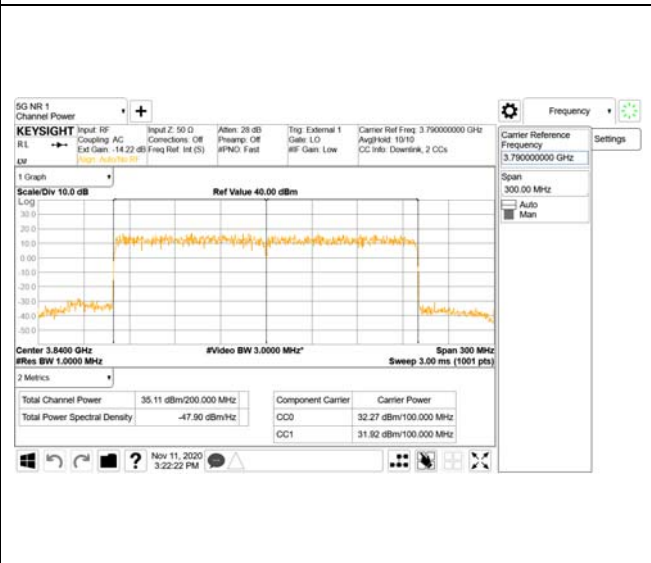 5G NR 1
Channel Power
Frequency
KEYSIGHT
RL
Input: RF
Coupling: AC
Ext Gain: -14.22 dB
Align: Auto/No RF
Input Z: 50 Ω
Corrections: Off
Freq Ref: Int (S)
Atten: 28 dB
Preamp: Off
#PNO: Fast
Trig: External 1
Gate: LO
#IF Gain: Low
Carrier Ref Freq: 3.790000000 GHz
Avg|Hold: 10/10
CC Info: Downlink, 2 CCs
Carrier Reference
Frequency
3.790000000 GHz
Settings
Span
300.00 MHz
Auto
Man
1 Graph
Scale/Div 10.0 dB
Ref Value 40.00 dBm
Log
30.0
20.0
10.0
0.00
-10.0
-20.0
-30.0
-40.0
-50.0
Center 3.8400 GHz
#Video BW 3.0000 MHz*
Span 300 MHz
#Res BW 1.0000 MHz
Sweep 3.00 ms (1001 pts)
2 Metrics
Total Channel Power 35.11 dBm/200.000 MHz
Total Power Spectral Density -47.90 dBm/Hz
Component Carrier Carrier Power
CC0 32.27 dBm/100.000 MHz
CC1 31.92 dBm/100.000 MHz
Nov 11, 2020
3:22:22 PM